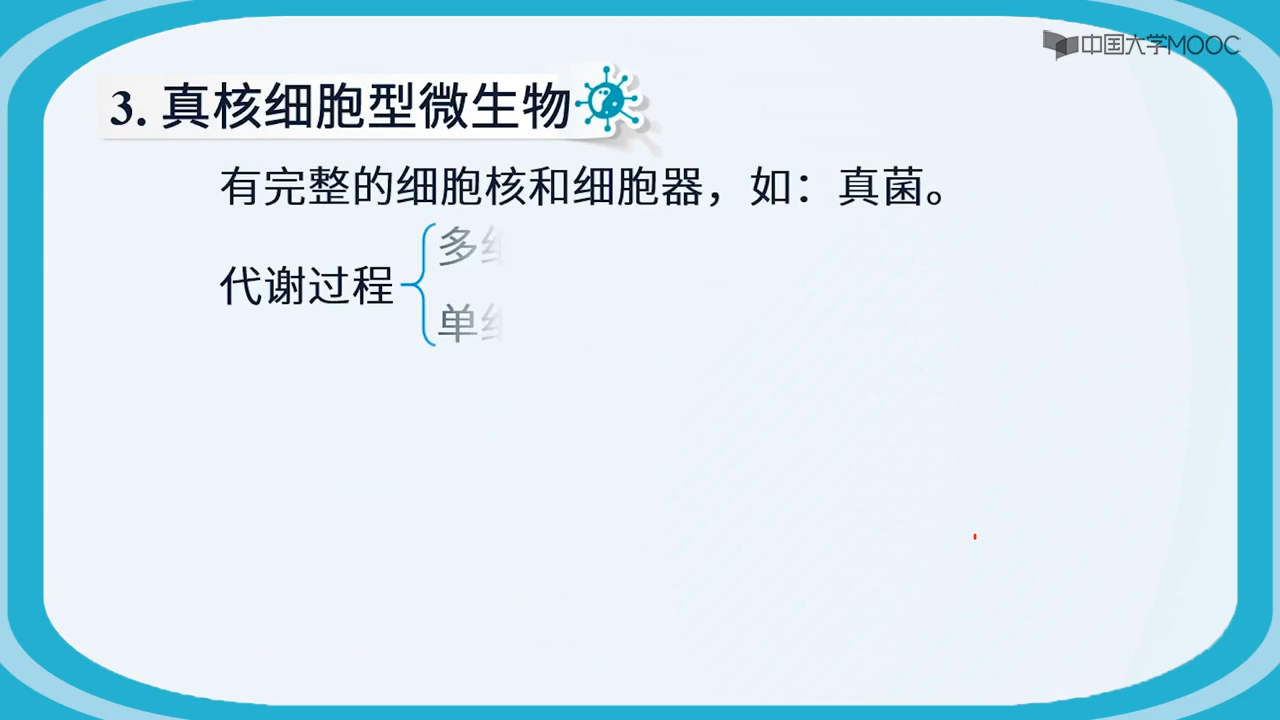 中国大学MOOC
3. 真核细胞型微生物
有完整的细胞核和细胞器，如：真菌。
多
代谢过程
单